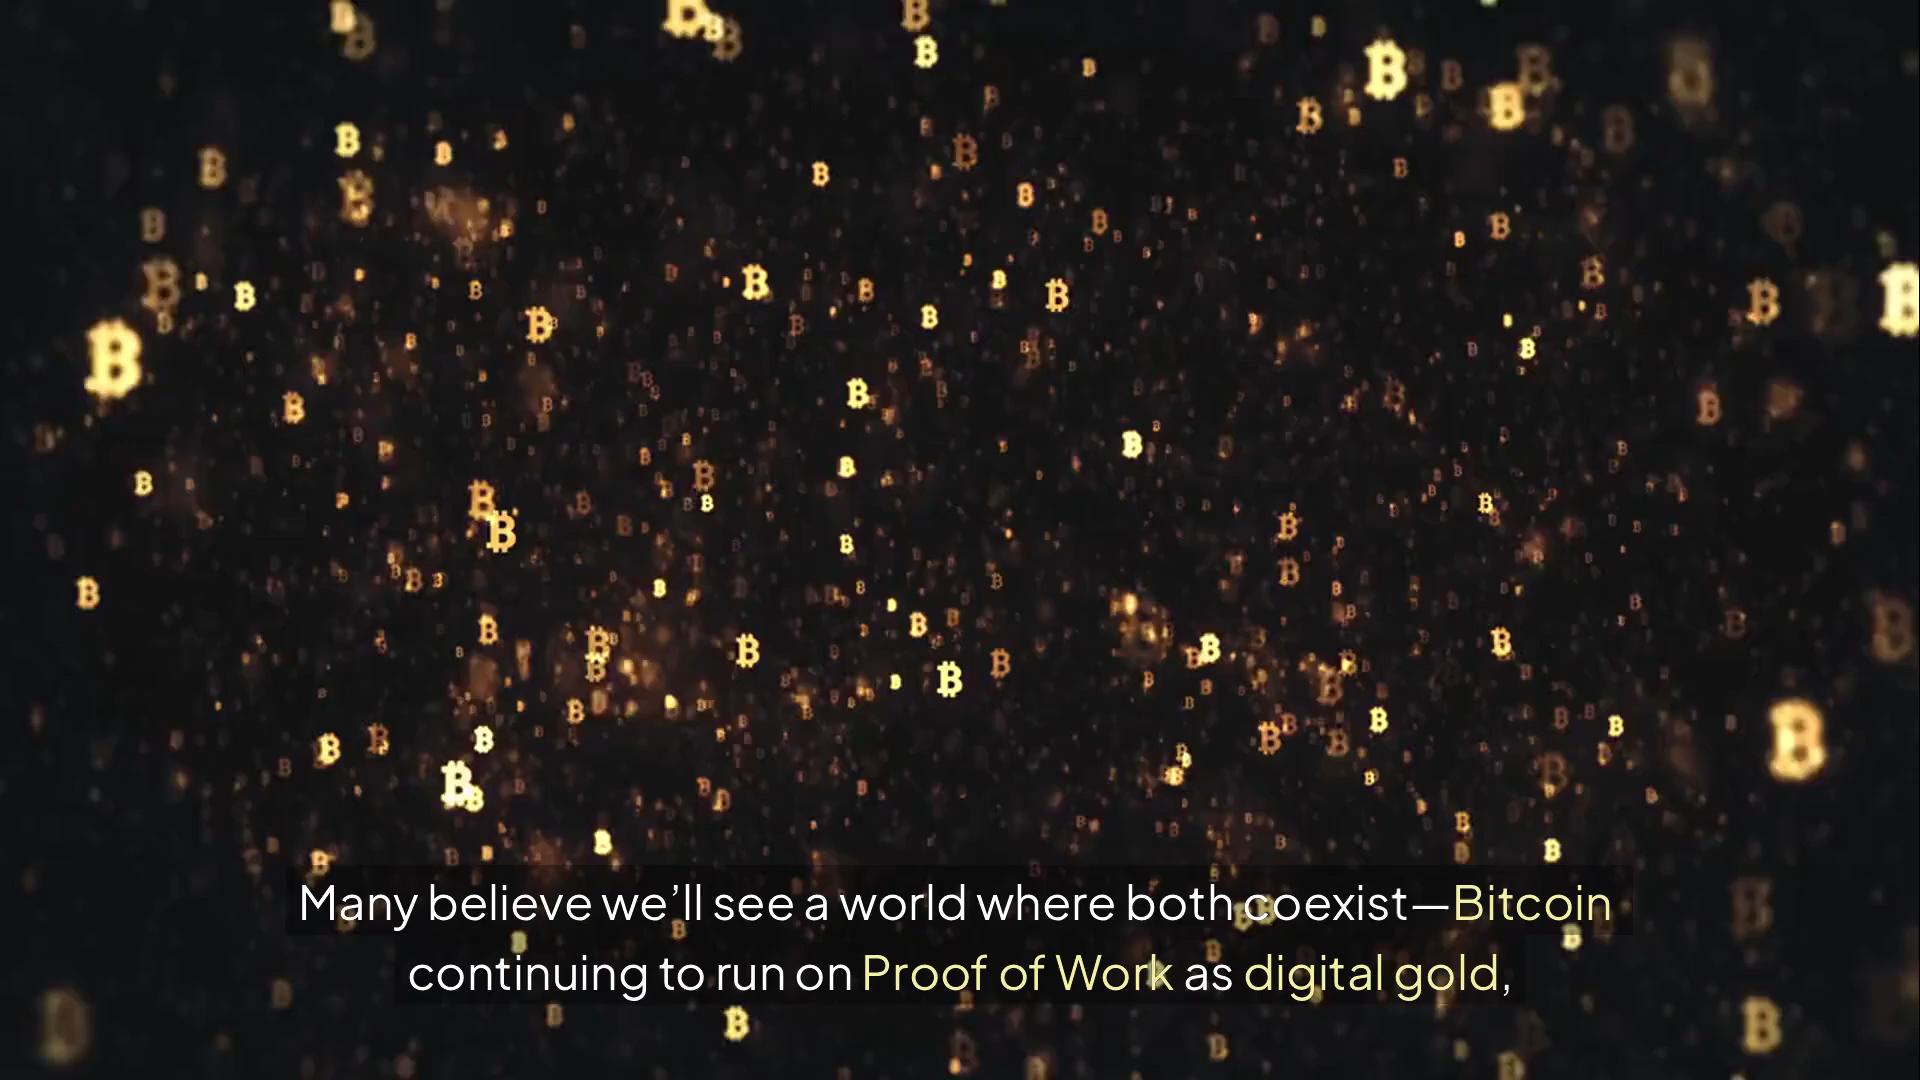 Many believe we’ll see a world where both coexist—Bitcoin
continuing to run on Proof of Work as digital gold,